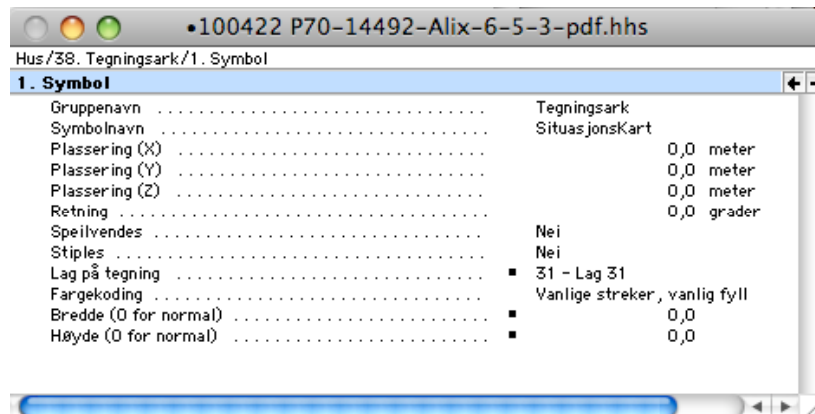 •100422 P70-14492-Alix-6-5-3-pdf.hhs
Hus/38. Tegningsark/1. Symbol
1. Symbol
Gruppenavn ................................ Tegningsark
Symbolnavn ................................ SituasjonsKart
Plassering (X) .............................. 0,0 meter
Plassering (Y) .............................. 0,0 meter
Plassering (Z) .............................. 0,0 meter
Retning .................................... 0,0 grader
Speilvendes ................................ Nei
Stiples ..................................... Nei
Lag på tegning .............................. ▪ 31 - Lag 31
Fargekoding ................................ Vanlige streker, vanlig fyll
Bredde (0 for normal) ........................ ▪ 0,0
Høyde (0 for normal) ........................ ▪ 0,0